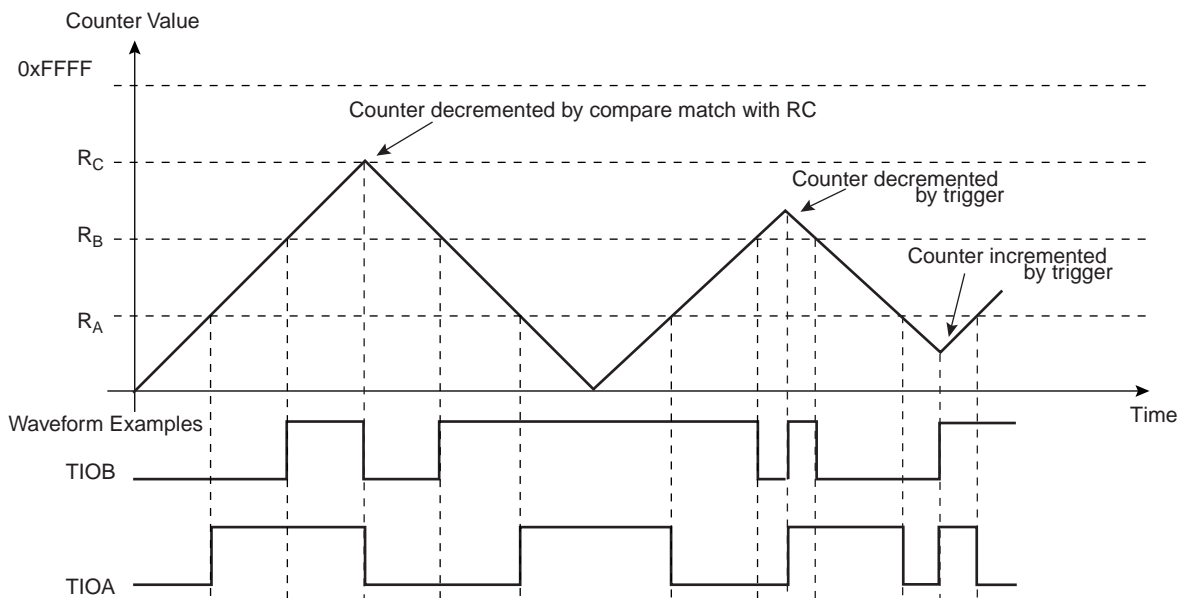 Counter Value
0xFFFF
Counter decremented by compare match with RC
RC
Counter decremented
by trigger
RB
Counter incremented
by trigger
RA
Time
Waveform Examples
TIOB
TIOA